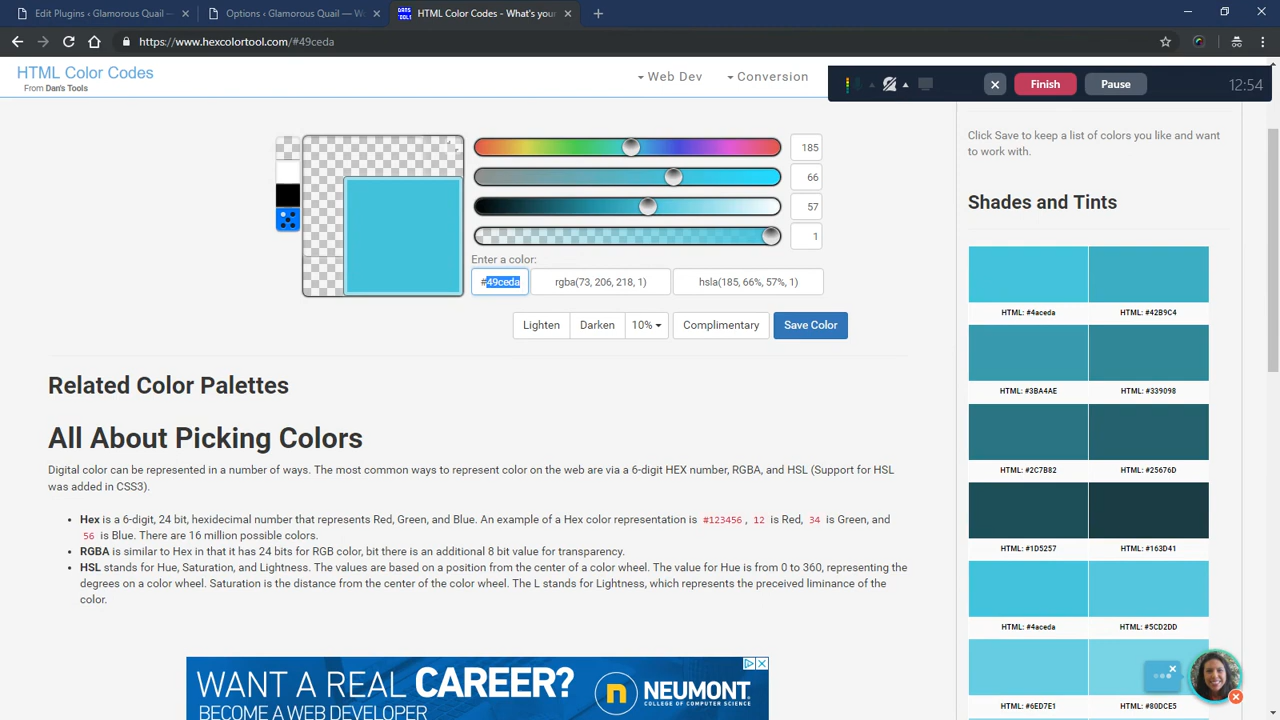 Edit Plugins ‹ Glamorous Quail —
Options ‹ Glamorous Quail — Wo
HTML Color Codes - What's your
https://www.hexcolortool.com/#49ceda
HTML Color Codes
From Dan's Tools
Web Dev
Conversion
Finish
Pause
12:54
185
66
57
1
Enter a color:
#49ceda
rgba(73, 206, 218, 1)
hsla(185, 66%, 57%, 1)
Lighten
Darken
10%
Complimentary
Save Color
Click Save to keep a list of colors you like and want
to work with.
Shades and Tints
HTML: #4aceda
HTML: #42B9C4
HTML: #3BA4AE
HTML: #339098
HTML: #2C7B82
HTML: #25676D
HTML: #1D5257
HTML: #163D41
HTML: #4aceda
HTML: #5CD2DD
HTML: #6ED7E1
HTML: #80DCE5
Related Color Palettes
All About Picking Colors
Digital color can be represented in a number of ways. The most common ways to represent color on the web are via a 6-digit HEX number, RGBA, and HSL (Support for HSL
was added in CSS3).
• Hex is a 6-digit, 24 bit, hexidecimal number that represents Red, Green, and Blue. An example of a Hex color representation is #123456 , 12 is Red, 34 is Green, and
56 is Blue. There are 16 million possible colors.
• RGBA is similar to Hex in that it has 24 bits for RGB color, bit there is an additional 8 bit value for transparency.
• HSL stands for Hue, Saturation, and Lightness. The values are based on a position from the center of a color wheel. The value for Hue is from 0 to 360, representing the
degrees on a color wheel. Saturation is the distance from the center of the color wheel. The L stands for Lightness, which represents the preceived liminance of the
color.
WANT A REAL CAREER?
BECOME A WEB DEVELOPER
n NEUMONT
COLLEGE OF COMPUTER SCIENCE